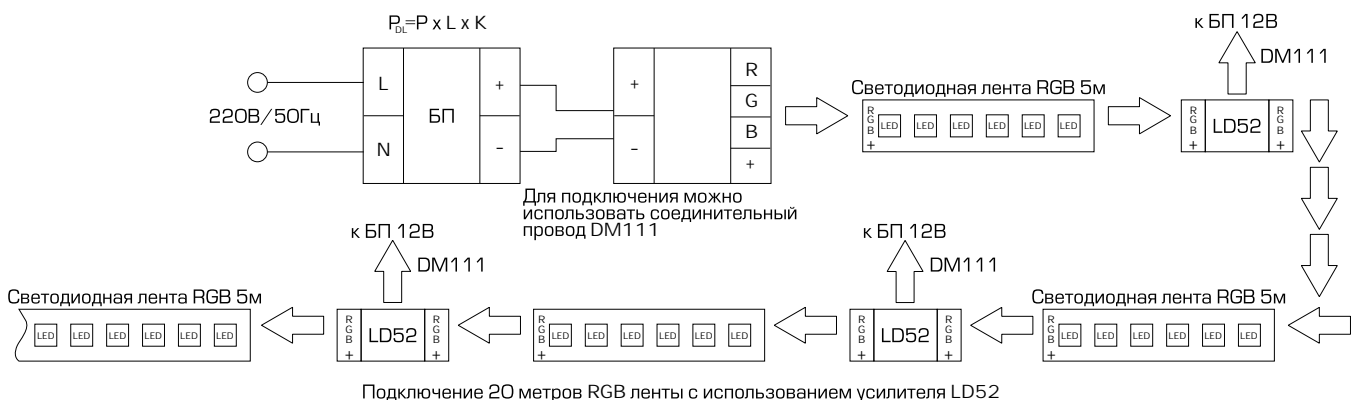 P_DL=P x L x K
к БП 12В
DM111
L
N
БП
+
-
+
-
R
G
B
+
220В/50Гц
Светодиодная лента RGB 5м
R
G
B
+
LED LED LED LED LED LED
R
G
B
+
LD52
R
G
B
+
Для подключения можно
использовать соединительный
провод DM111
к БП 12В
DM111
к БП 12В
DM111
Светодиодная лента RGB 5м
LED LED LED LED LED LED
R
G
B
+
LD52
R
G
B
+
R
G
B
+
LED LED LED LED LED LED
R
G
B
+
LD52
R
G
B
+
Светодиодная лента RGB 5м
R
G
B
+
LED LED LED LED LED LED
Подключение 20 метров RGB ленты с использованием усилителя LD52